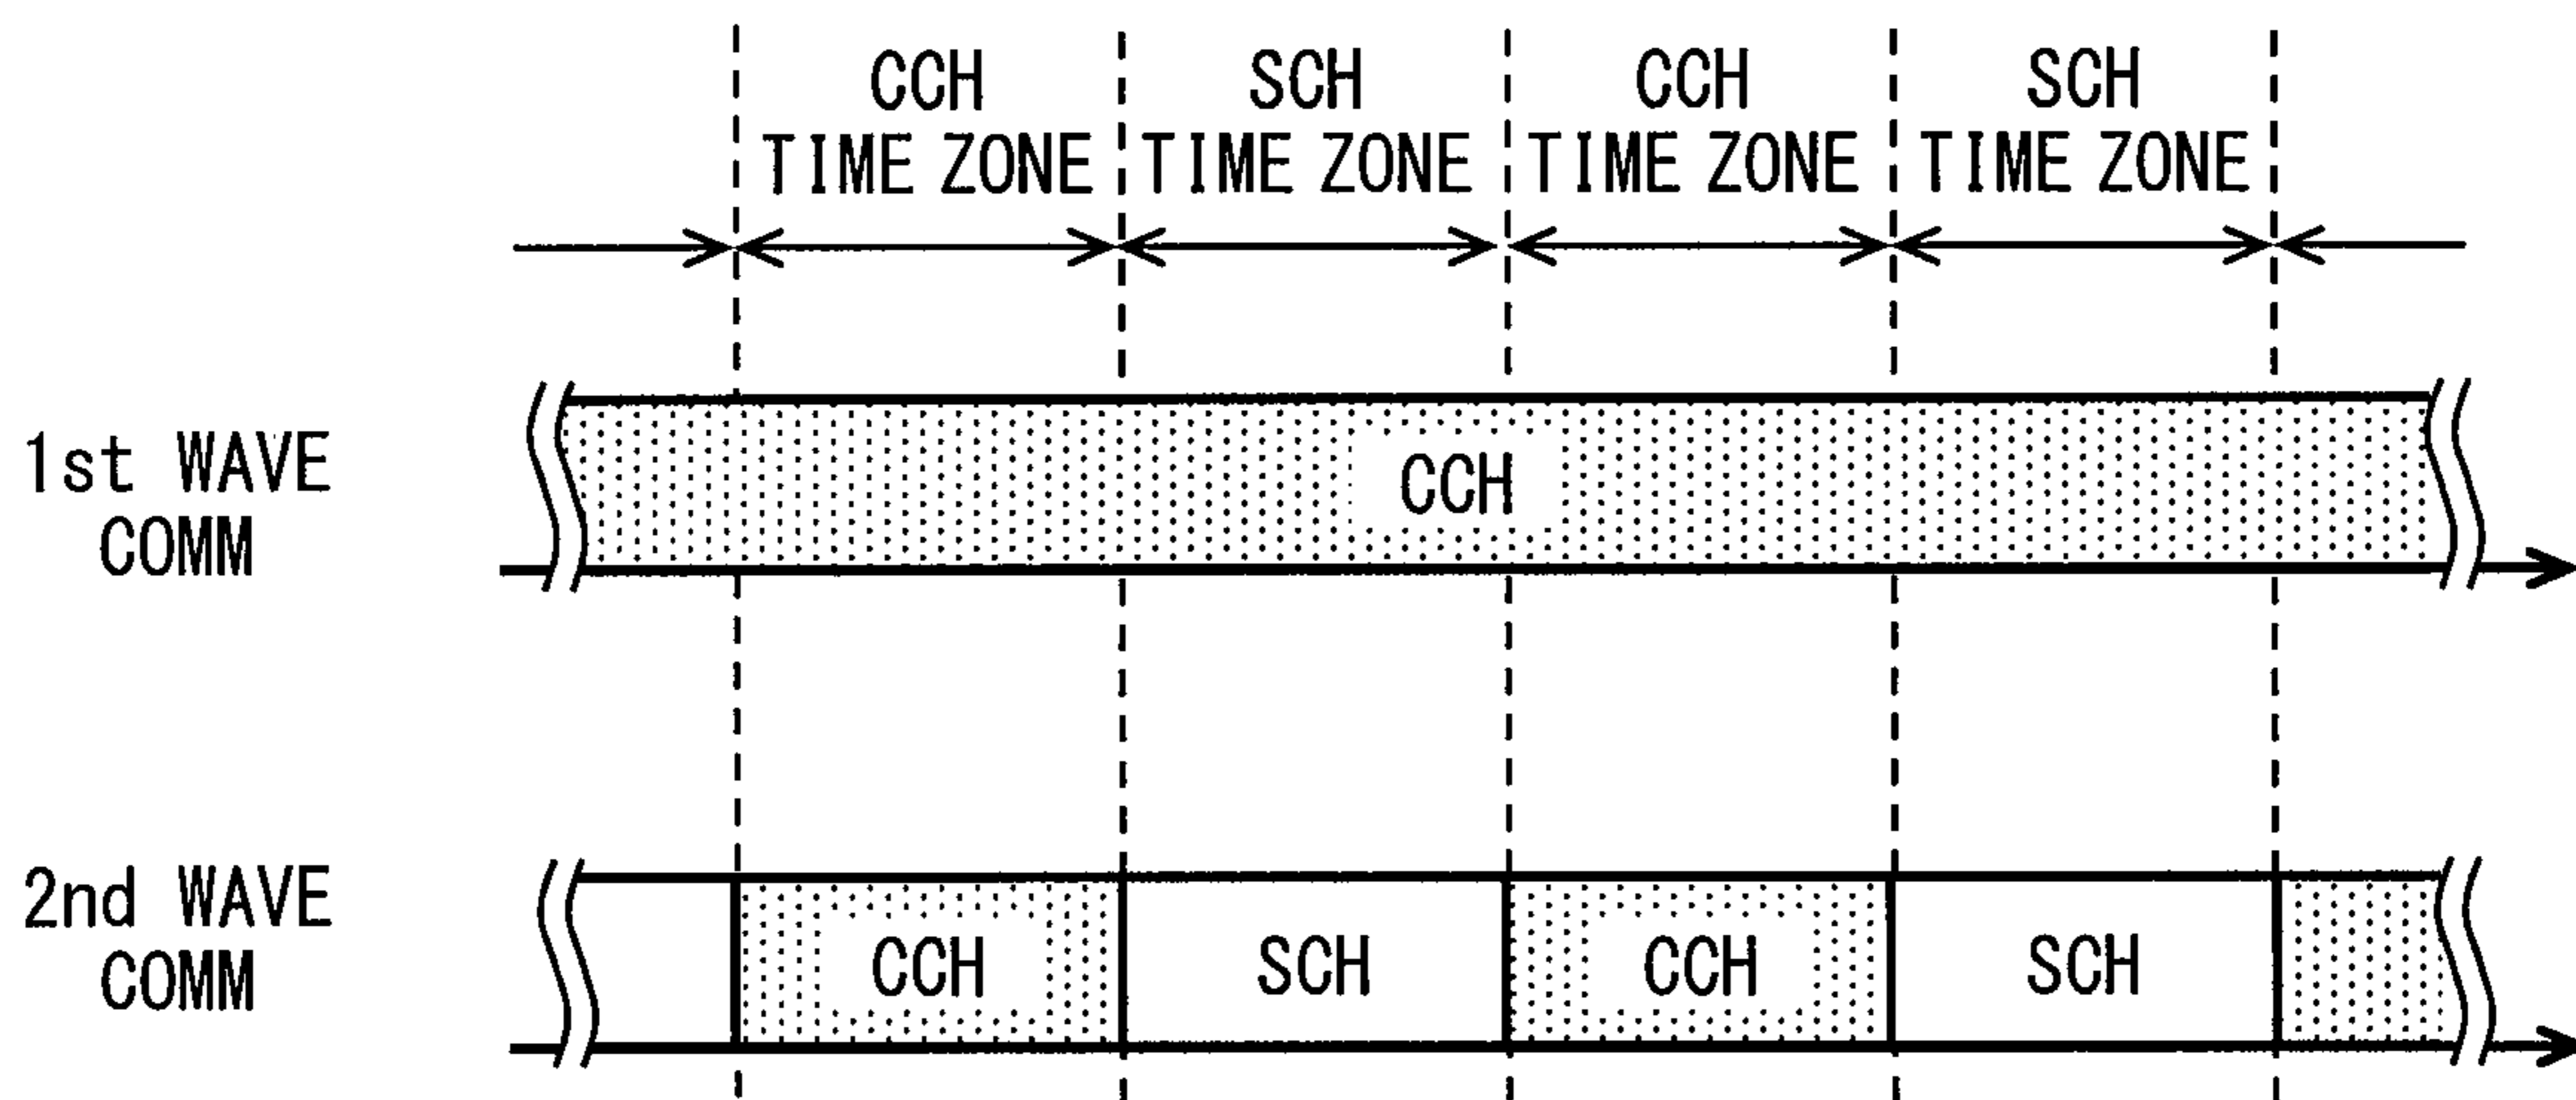 CCH SCH CCH SCH
TIME ZONE TIME ZONE TIME ZONE TIME ZONE
1st WAVE
COMM
CCH
2nd WAVE
COMM
CCH SCH CCH SCH